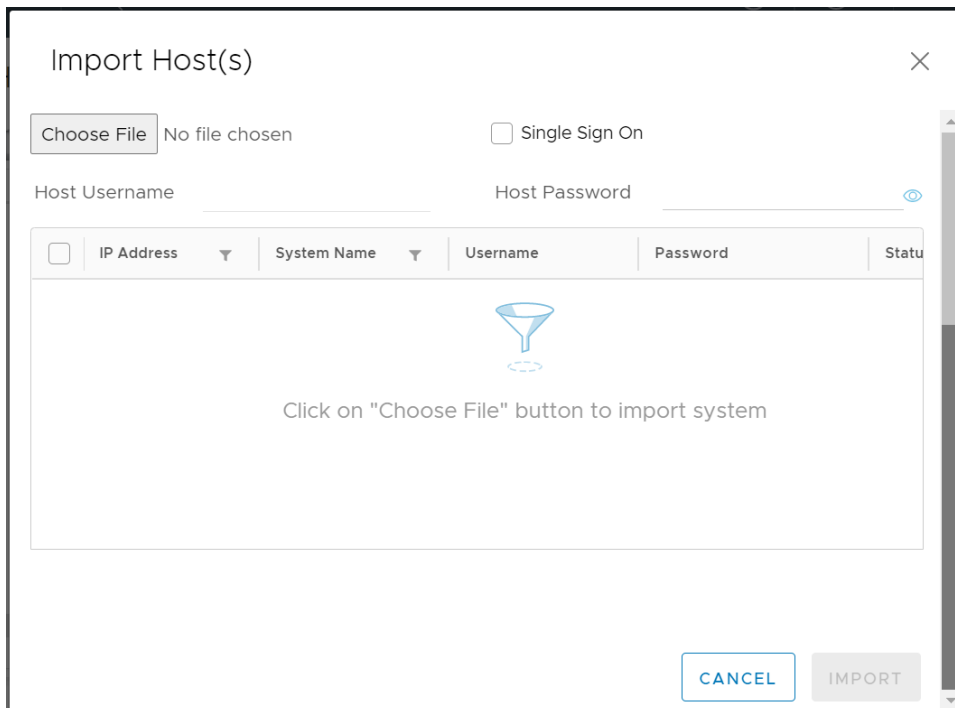 Import Host(s)
Choose File No file chosen
Single Sign On
Host Username
Host Password
IP Address
System Name
Username
Password
Statu
Click on "Choose File" button to import system
CANCEL
IMPORT